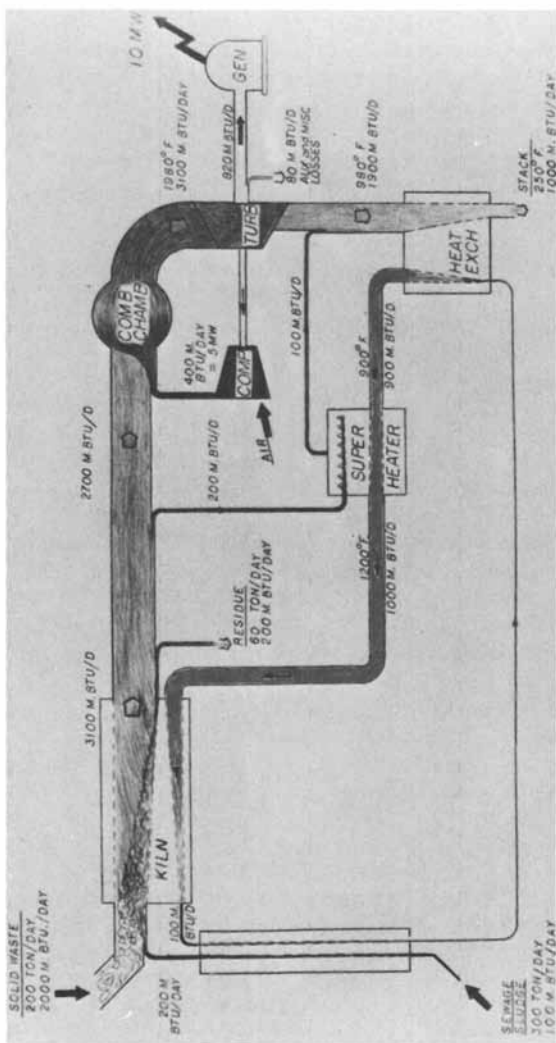 SOLID WASTE
200 TON/DAY
2000 M. BTU./DAY
200 M
BTU/DAY
100 M.
BTU/D
KILN
3100 M. BTU/D
RESIDUE
60 TON/DAY
200 M. BTU/DAY
2700 M. BTU/D
200 M. BTU/D
COMB
CHAMB
400 M.
BTU/DAY
= 5 MW
COMP
AIR
1980° F
3100 M. BTU/DAY
TURB
820 M BTU/D
GEN
10 MW
80 M. BTU/D
AUX and MISC
LOSSES
980° F
1900 M. BTU/D
100 M. BTU/D
SUPER
HEATER
1200° F.
1000 M. BTU/D
900° F
900 M. BTU/D
HEAT
EXCH
STACK
250° F.
1000 M. BTU/DAY
SEWAGE
SLUDGE
300 TON/DAY
100 M. BTU/DAY